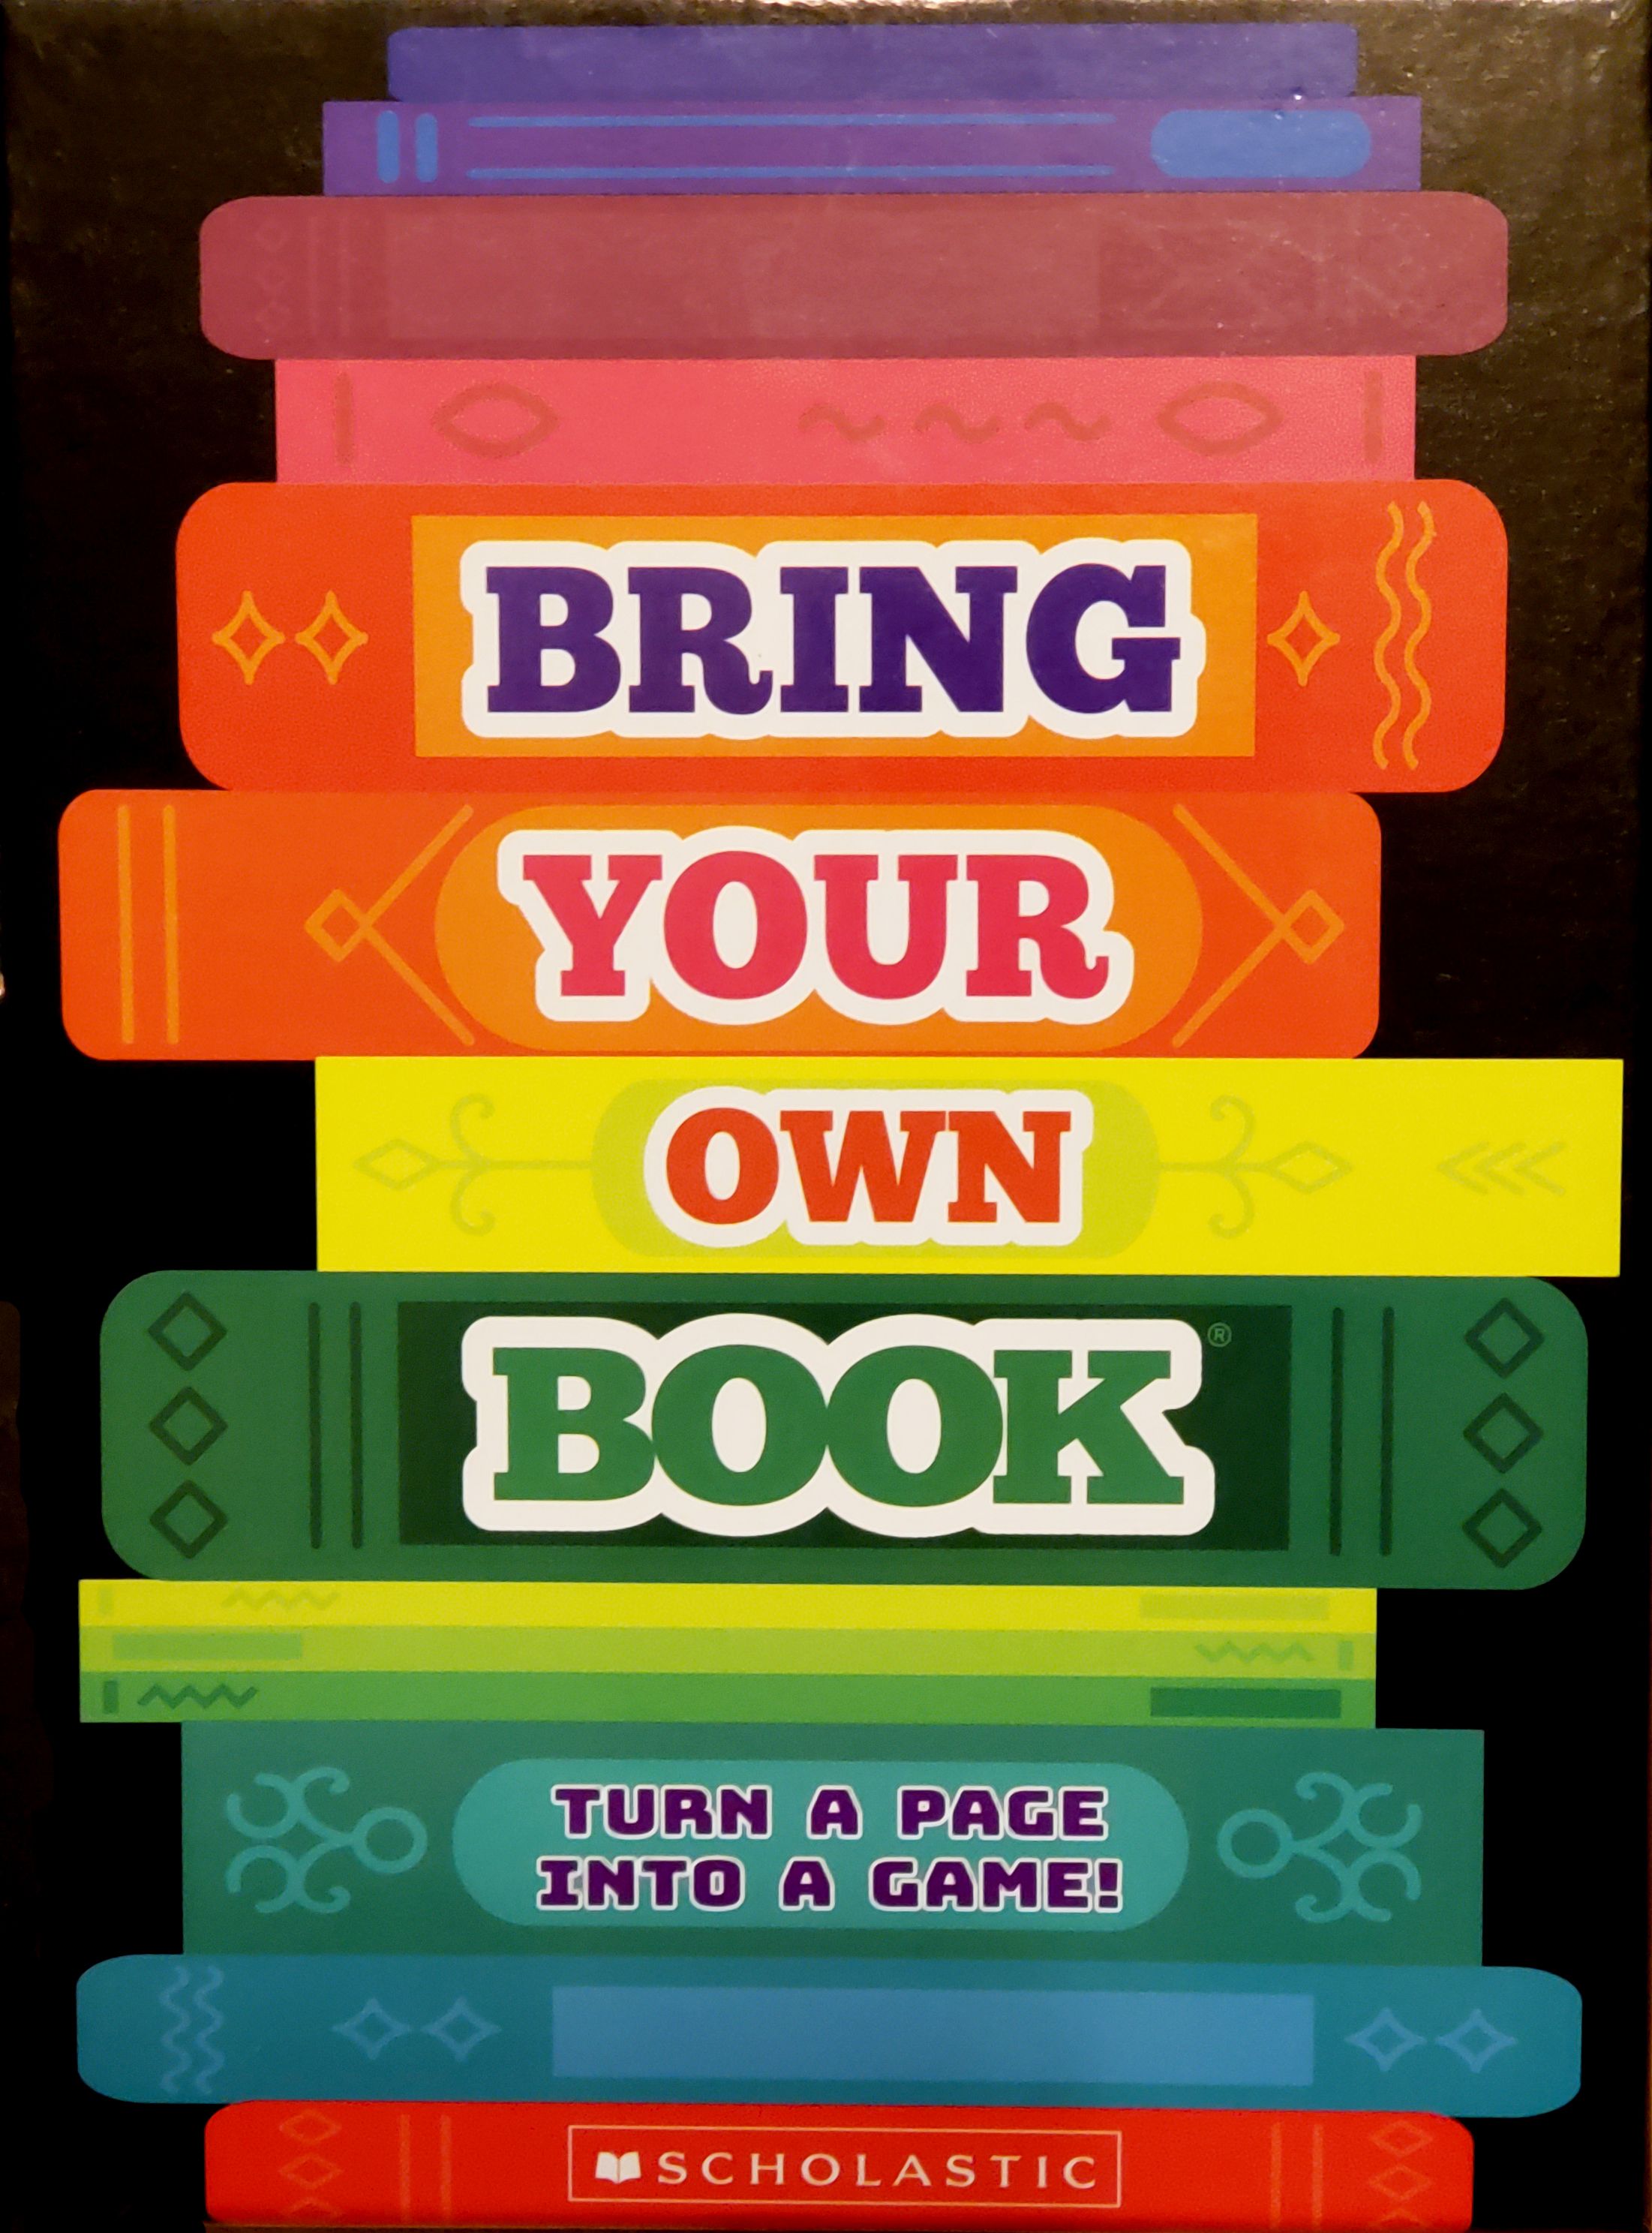 BRING
YOUR
OWN
BOOK®
TURN A PAGE
INTO A GAME!
SCHOLASTIC